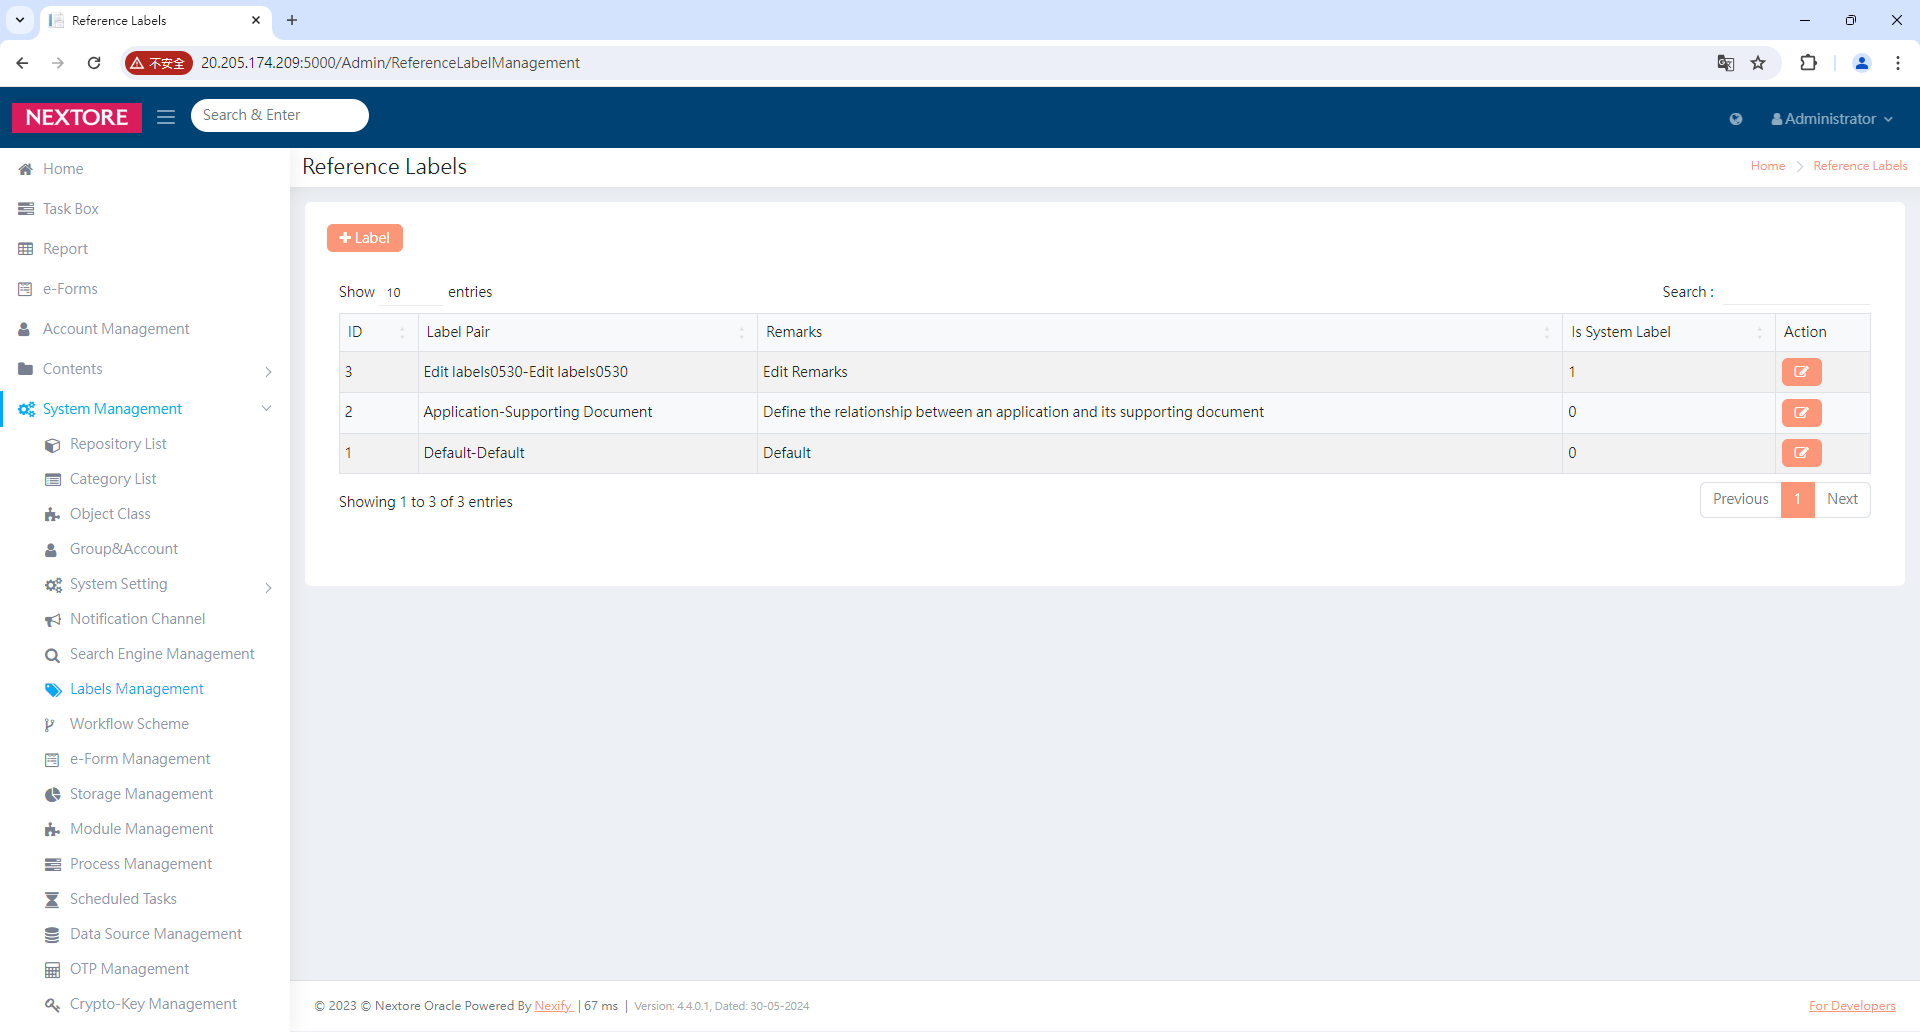 Reference Labels
不安全
20.205.174.209:5000/Admin/ReferenceLabelManagement
NEXTORE
Search & Enter
Administrator
Home
Task Box
Report
e-Forms
Account Management
Contents
System Management
Repository List
Category List
Object Class
Group&Account
System Setting
Notification Channel
Search Engine Management
Labels Management
Workflow Scheme
e-Form Management
Storage Management
Module Management
Process Management
Scheduled Tasks
Data Source Management
OTP Management
Crypto-Key Management
Reference Labels
Home Reference Labels
Label
Show 10 entries
Search :
ID Label Pair Remarks Is System Label Action
3 Edit labels0530-Edit labels0530 Edit Remarks 1
2 Application-Supporting Document Define the relationship between an application and its supporting document 0
1 Default-Default Default 0
Showing 1 to 3 of 3 entries
Previous 1 Next
© 2023 © Nextore Oracle Powered By Nexify | 67 ms | Version: 4.4.0.1, Dated: 30-05-2024
For Developers